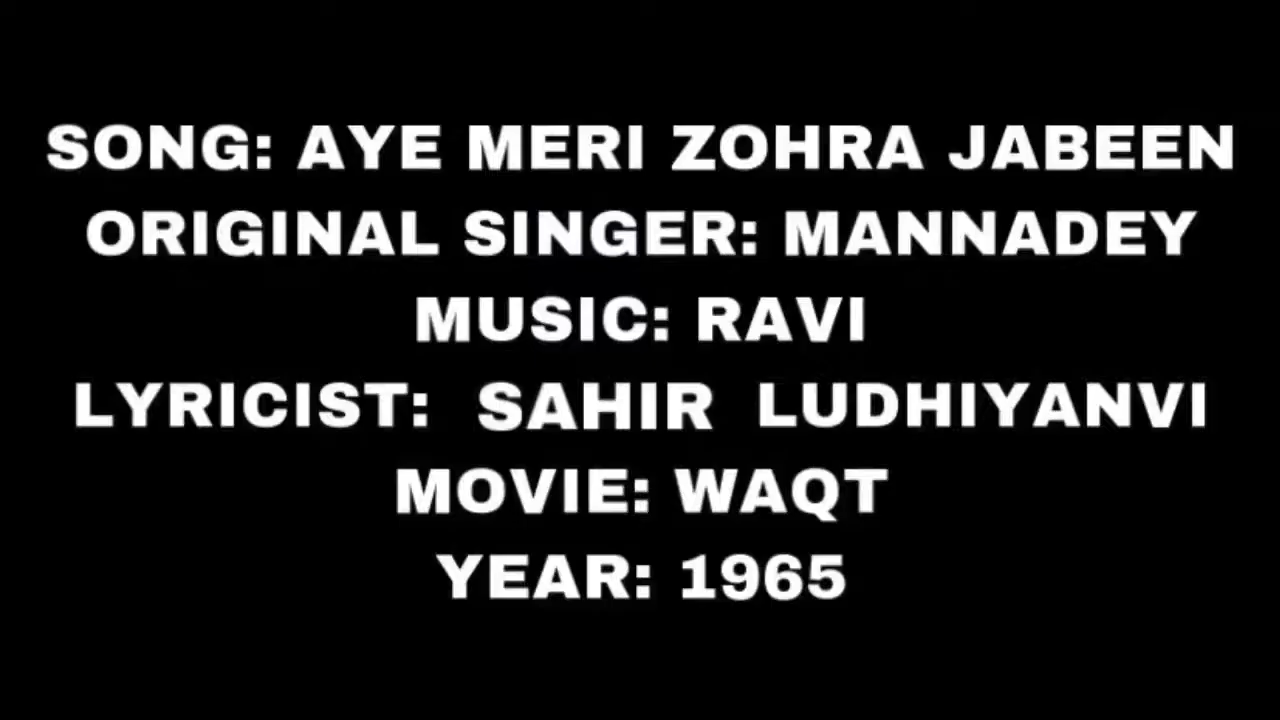 SONG: AYE MERI ZOHRA JABEEN
ORIGINAL SINGER: MANNADEY
MUSIC: RAVI
LYRICIST: SAHIR LUDHIYANVI
MOVIE: WAQT
YEAR: 1965